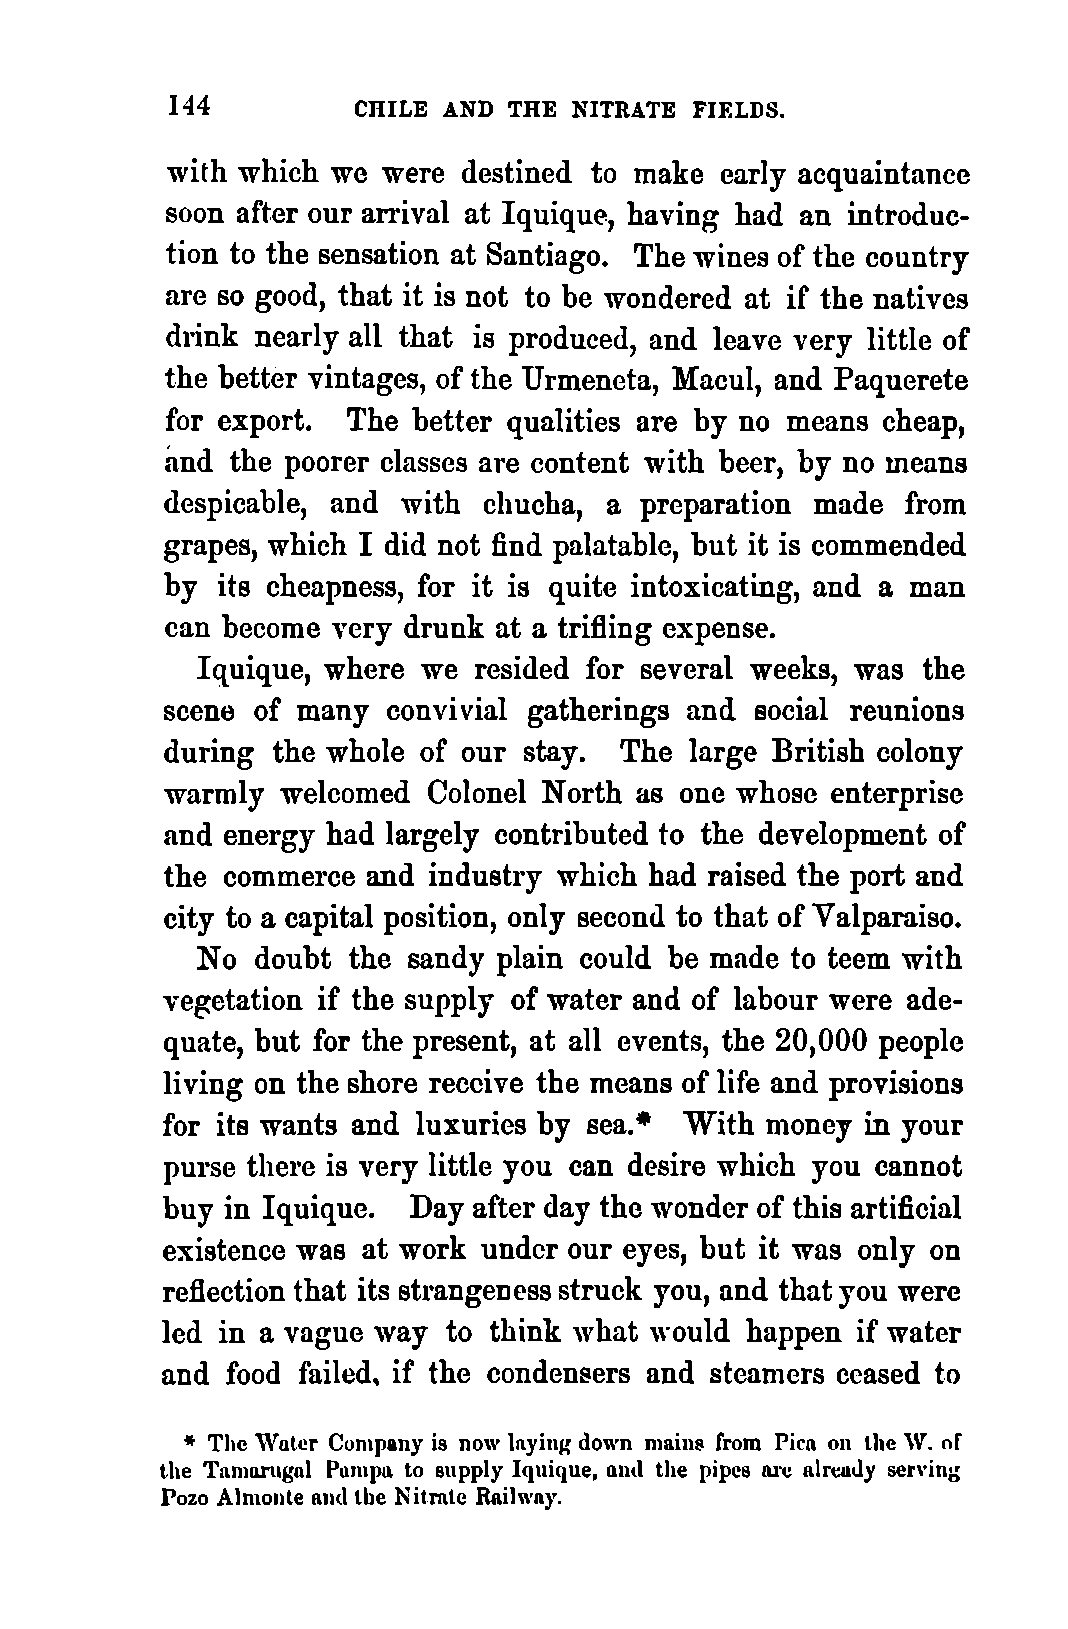 144 CHILE AND THE NITRATE FIELDS.
with which we were destined to make early acquaintance
soon after our arrival at Iquique, having had an introduc-
tion to the sensation at Santiago. The wines of the country
are so good, that it is not to be wondered at if the natives
drink nearly all that is produced, and leave very little of
the better vintages, of the Urmeneta, Macul, and Paquerete
for export. The better qualities are by no means cheap,
and the poorer classes are content with beer, by no means
despicable, and with chucha, a preparation made from
grapes, which I did not find palatable, but it is commended
by its cheapness, for it is quite intoxicating, and a man
can become very drunk at a trifling expense.
Iquique, where we resided for several weeks, was the
scene of many convivial gatherings and social reunions
during the whole of our stay. The large British colony
warmly welcomed Colonel North as one whose enterprise
and energy had largely contributed to the development of
the commerce and industry which had raised the port and
city to a capital position, only second to that of Valparaiso.
No doubt the sandy plain could be made to teem with
vegetation if the supply of water and of labour were ade-
quate, but for the present, at all events, the 20,000 people
living on the shore receive the means of life and provisions
for its wants and luxuries by sea.* With money in your
purse there is very little you can desire which you cannot
buy in Iquique. Day after day the wonder of this artificial
existence was at work under our eyes, but it was only on
reflection that its strangeness struck you, and that you were
led in a vague way to think what would happen if water
and food failed, if the condensers and steamers ceased to
* The Water Company is now laying down mains from Pica on the W. of
the Tamarugal Pampa to supply Iquique, and the pipes are already serving
Pozo Almonte and the Nitrate Railway.